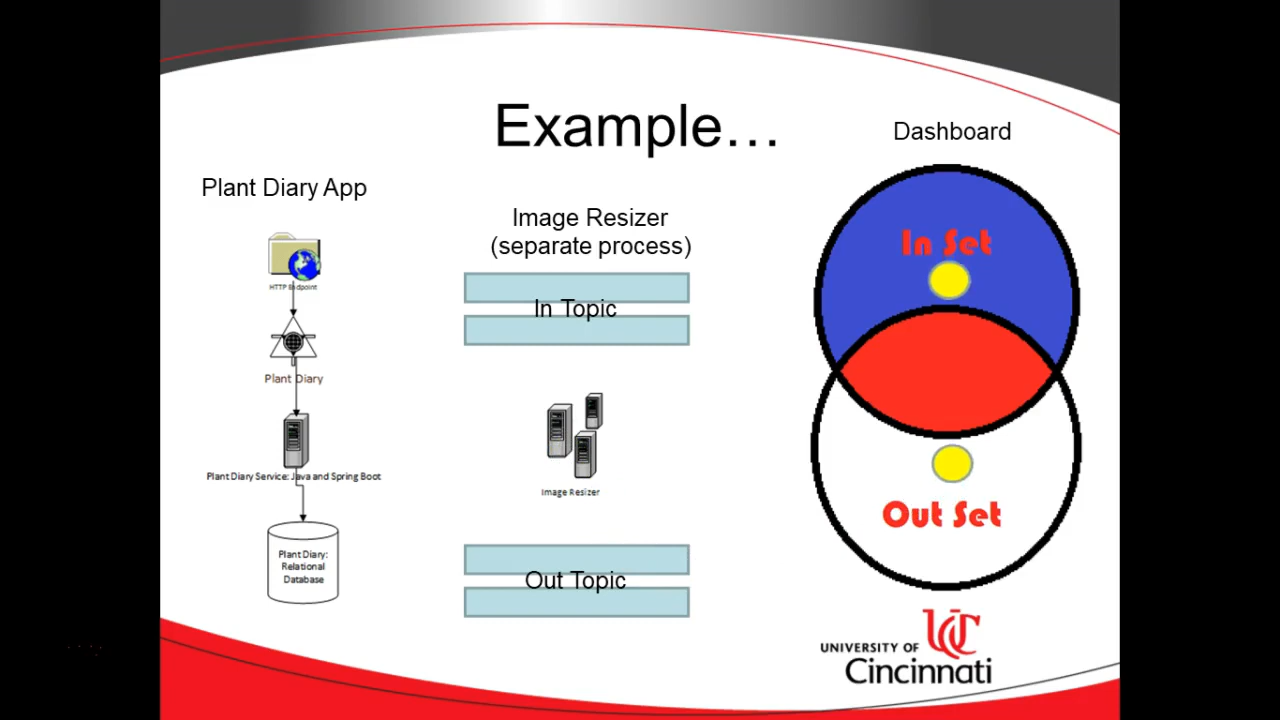 Example…
Dashboard
Plant Diary App
Image Resizer
(separate process)
HTTP Endpoint
In Topic
In Set
Plant Diary
Plant Diary Service: Java and Spring Boot
Image Resizer
Out Set
Plant Diary:
Relational
Database
Out Topic
UC
UNIVERSITY OF
Cincinnati